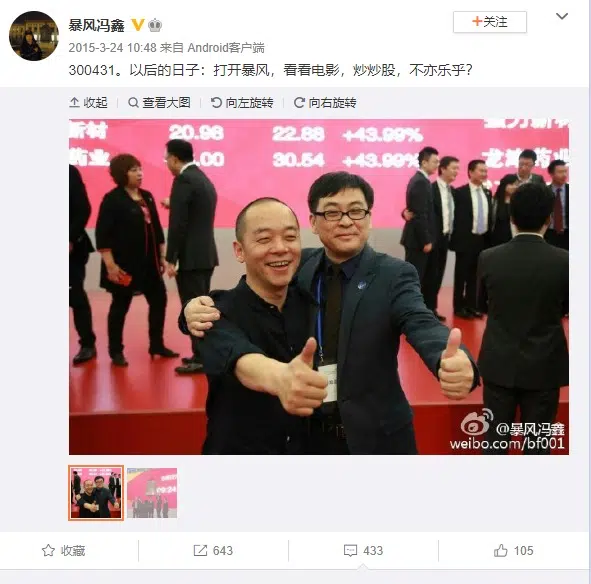 暴风冯鑫
+关注
2015-3-24 10:48 来自 Android客户端
300431。以后的日子：打开暴风，看看电影，炒炒股，不亦乐乎？
收起 查看大图 向左旋转 向右旋转
新材 20.98 22.88 +43.99%
药业 30.54 +43.99%
药业
@暴风冯鑫
weibo.com/bf001
收藏 643 433 105